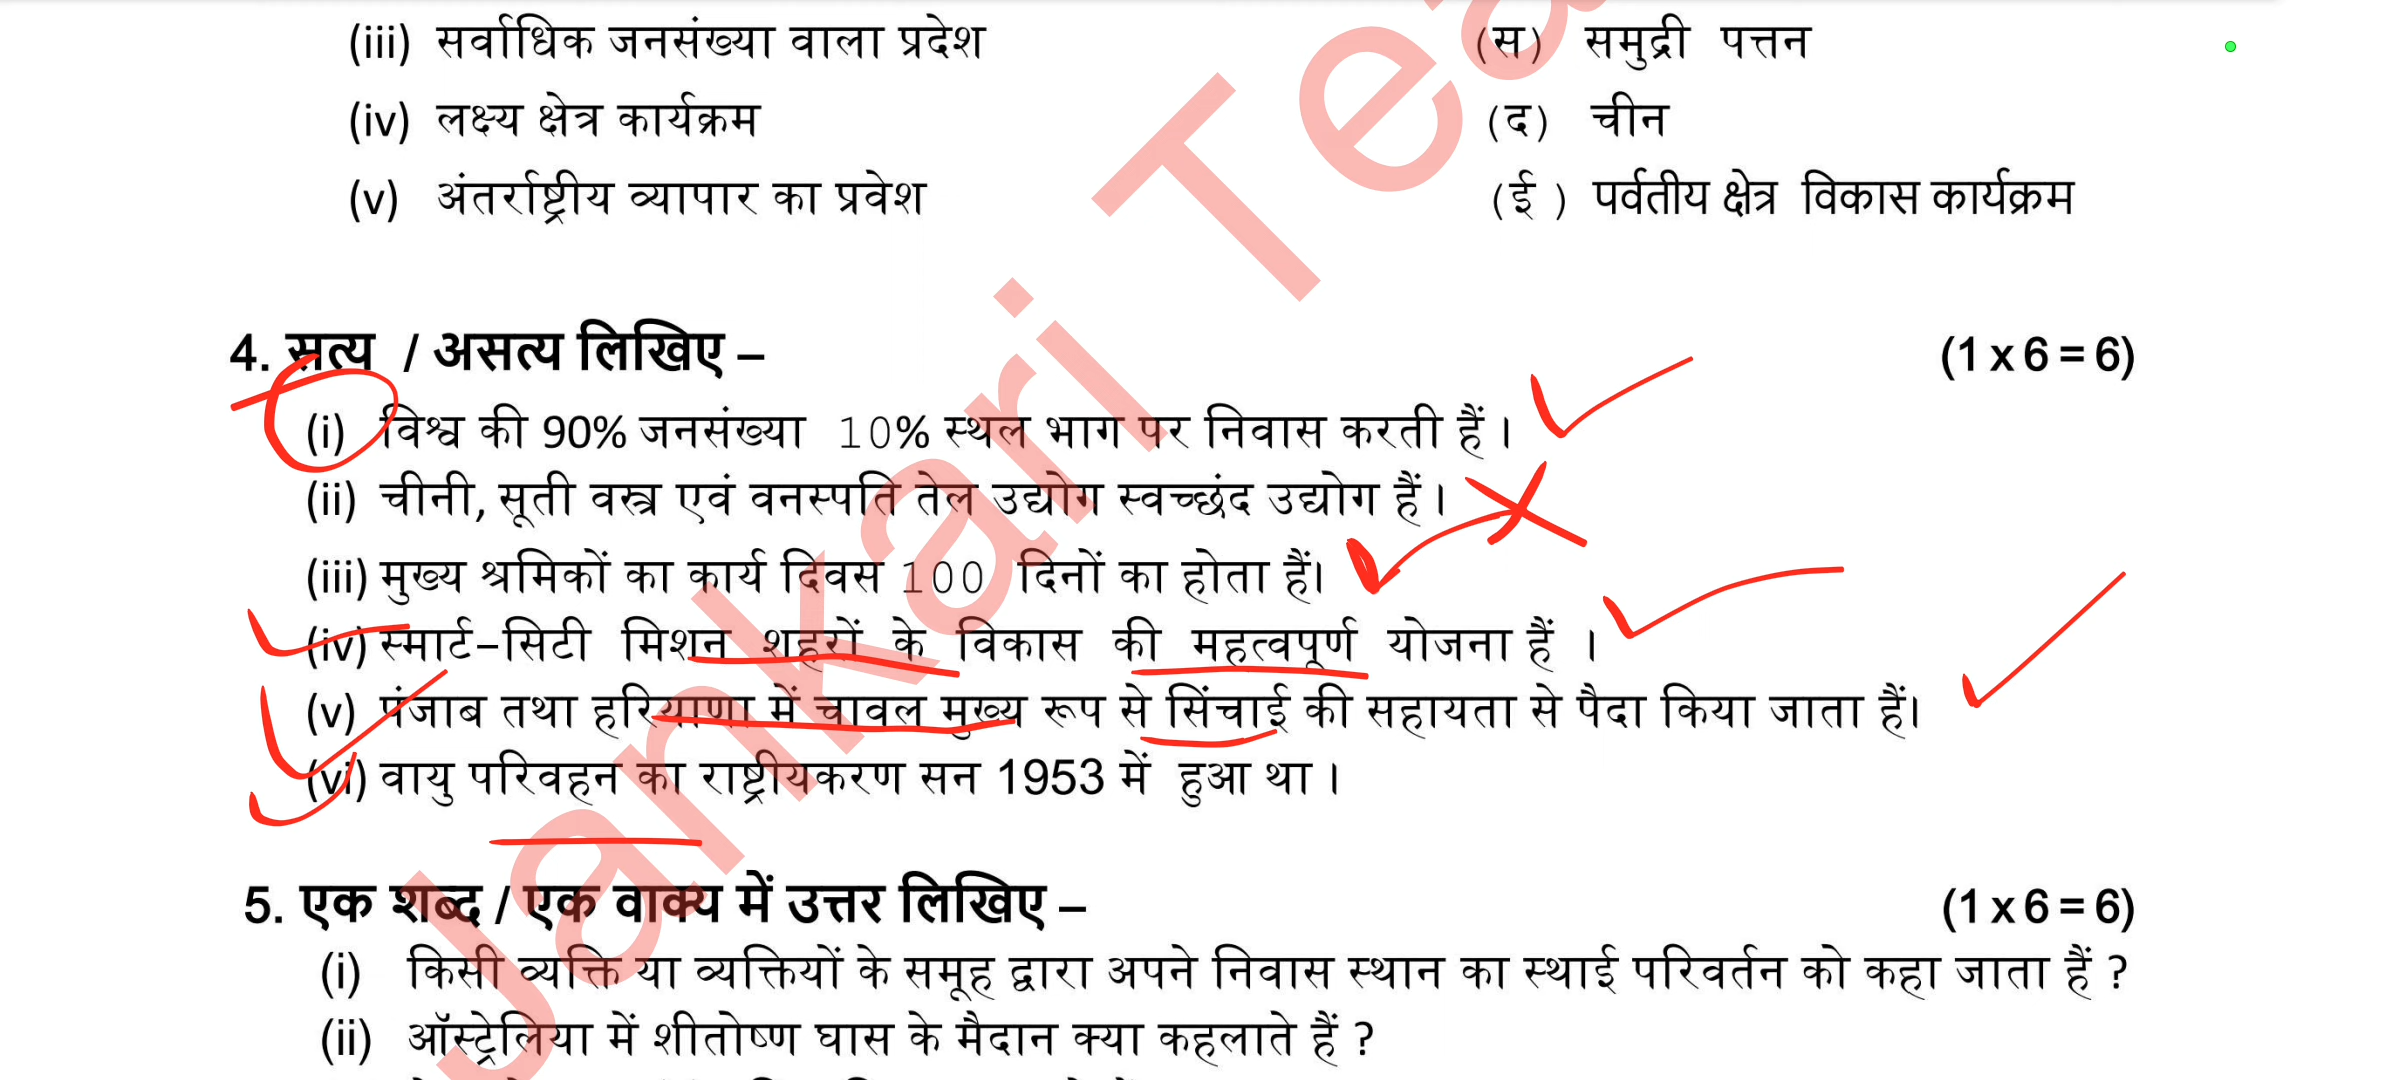 (iii) सर्वाधिक जनसंख्या वाला प्रदेश (स) समुद्री पत्तन
(iv) लक्ष्य क्षेत्र कार्यक्रम (द) चीन
(v) अंतर्राष्ट्रीय व्यापार का प्रवेश (ई ) पर्वतीय क्षेत्र विकास कार्यक्रम
4. सत्य / असत्य लिखिए – (1 x 6 = 6)
(i) विश्व की 90% जनसंख्या 10% स्थल भाग पर निवास करती हैं ।
(ii) चीनी, सूती वस्त्र एवं वनस्पति तेल उद्योग स्वच्छंद उद्योग हैं ।
(iii) मुख्य श्रमिकों का कार्य दिवस 100 दिनों का होता हैं।
(iv) स्मार्ट–सिटी मिशन शहरों के विकास की महत्वपूर्ण योजना हैं ।
(v) पंजाब तथा हरियाणा में चावल मुख्य रूप से सिंचाई की सहायता से पैदा किया जाता हैं।
(vi) वायु परिवहन का राष्ट्रीयकरण सन 1953 में हुआ था ।
5. एक शब्द / एक वाक्य में उत्तर लिखिए – (1 x 6 = 6)
(i) किसी व्यक्ति या व्यक्तियों के समूह द्वारा अपने निवास स्थान का स्थाई परिवर्तन को कहा जाता हैं ?
(ii) ऑस्ट्रेलिया में शीतोष्ण घास के मैदान क्या कहलाते हैं ?
Jankari Tea